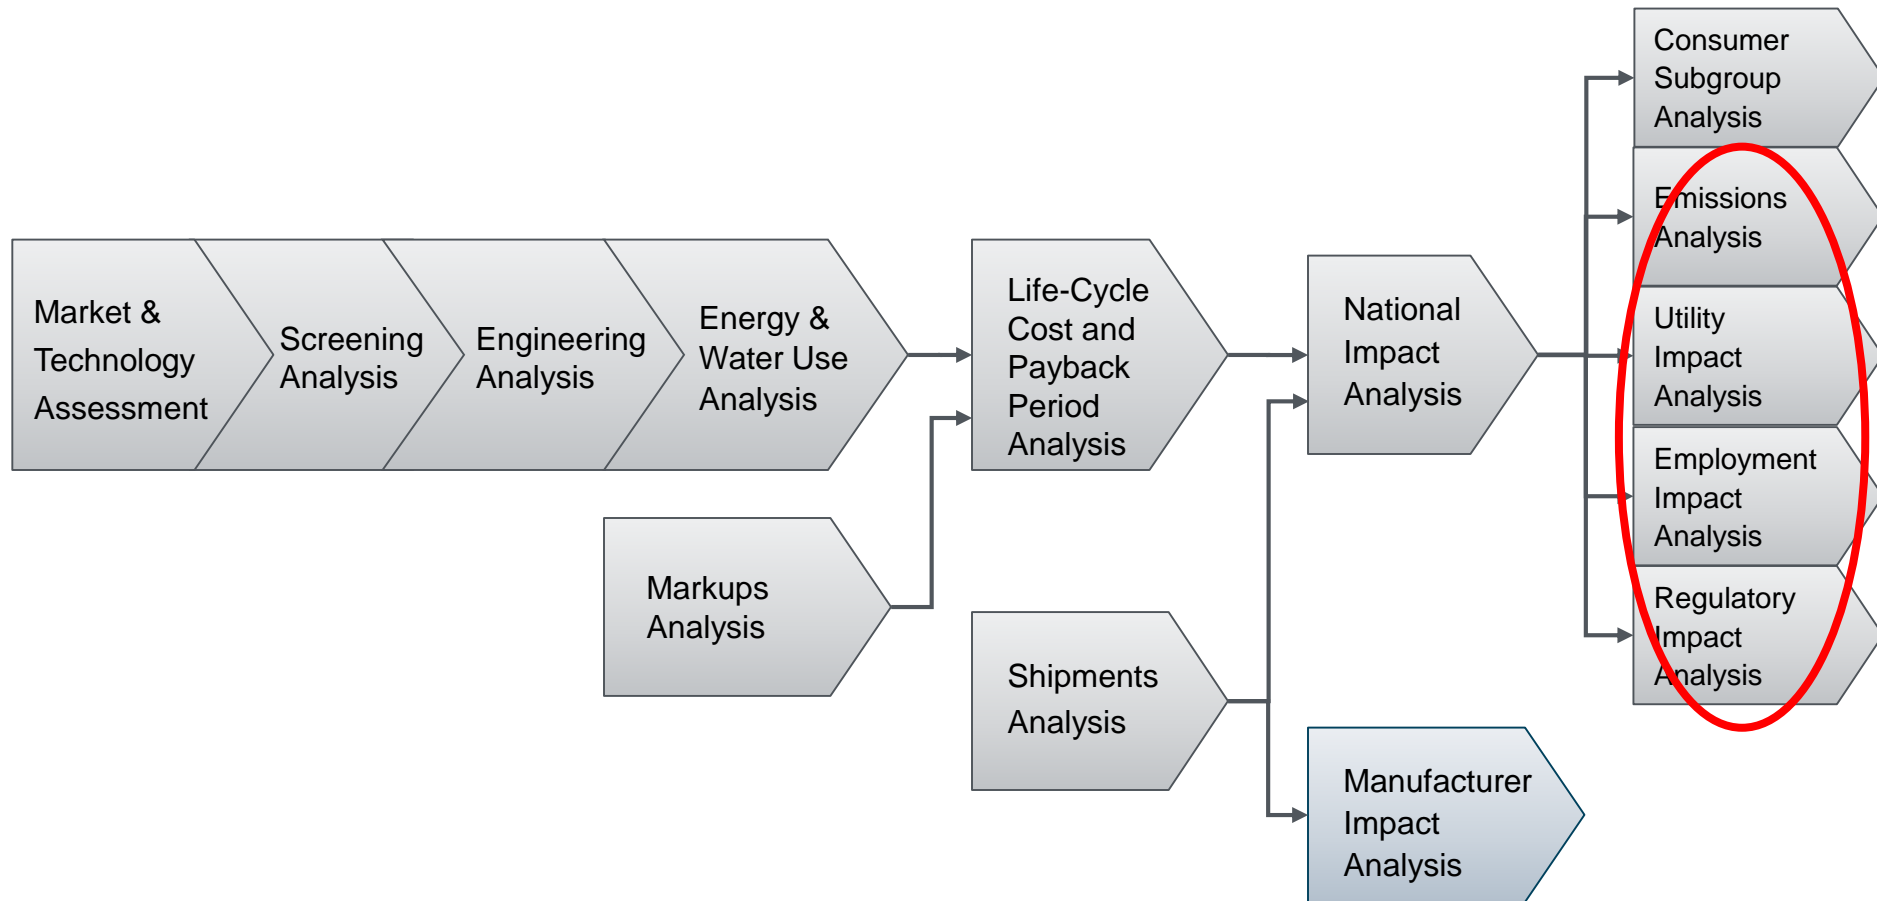 Market &
Technology
Assessment
Screening
Analysis
Engineering
Analysis
Energy &
Water Use
Analysis
Markups
Analysis
Life-Cycle
Cost and
Payback
Period
Analysis
Shipments
Analysis
National
Impact
Analysis
Manufacturer
Impact
Analysis
Consumer
Subgroup
Analysis
Emissions
Analysis
Utility
Impact
Analysis
Employment
Impact
Analysis
Regulatory
Impact
Analysis